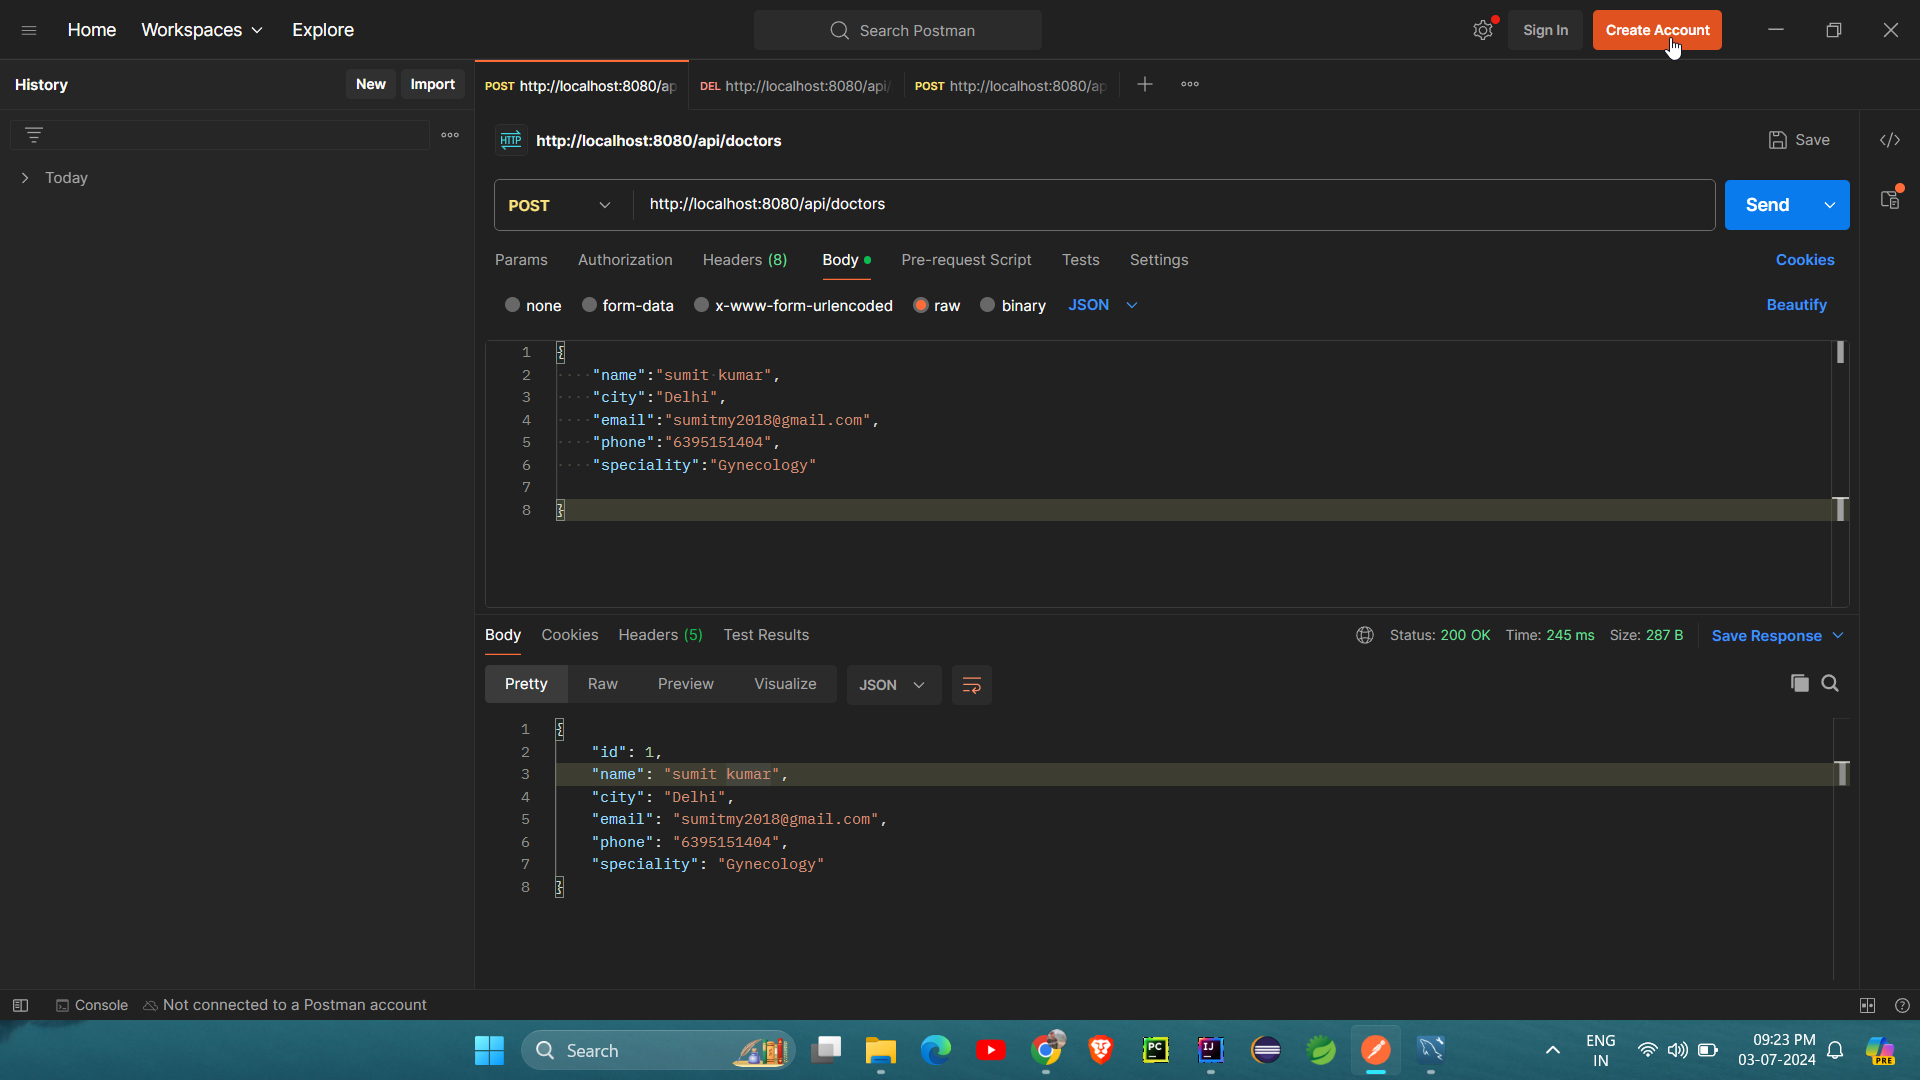 Home Workspaces Explore Search Postman Sign In Create Account
History New Import POST http://localhost:8080/ap DEL http://localhost:8080/api/ POST http://localhost:8080/ap
HTTP http://localhost:8080/api/doctors Save
Today
POST http://localhost:8080/api/doctors Send
Params Authorization Headers (8) Body Pre-request Script Tests Settings Cookies
none form-data x-www-form-urlencoded raw binary JSON Beautify
1 {
2 "name":"sumit kumar",
3 "city":"Delhi",
4 "email":"sumitmy2018@gmail.com",
5 "phone":"6395151404",
6 "speciality":"Gynecology"
7
8 }
Body Cookies Headers (5) Test Results Status: 200 OK Time: 245 ms Size: 287 B Save Response
Pretty Raw Preview Visualize JSON
1 {
2 "id": 1,
3 "name": "sumit kumar",
4 "city": "Delhi",
5 "email": "sumitmy2018@gmail.com",
6 "phone": "6395151404",
7 "speciality": "Gynecology"
8 }
Console Not connected to a Postman account
Search PC IJ ENG 09:23 PM
IN 03-07-2024 PRE